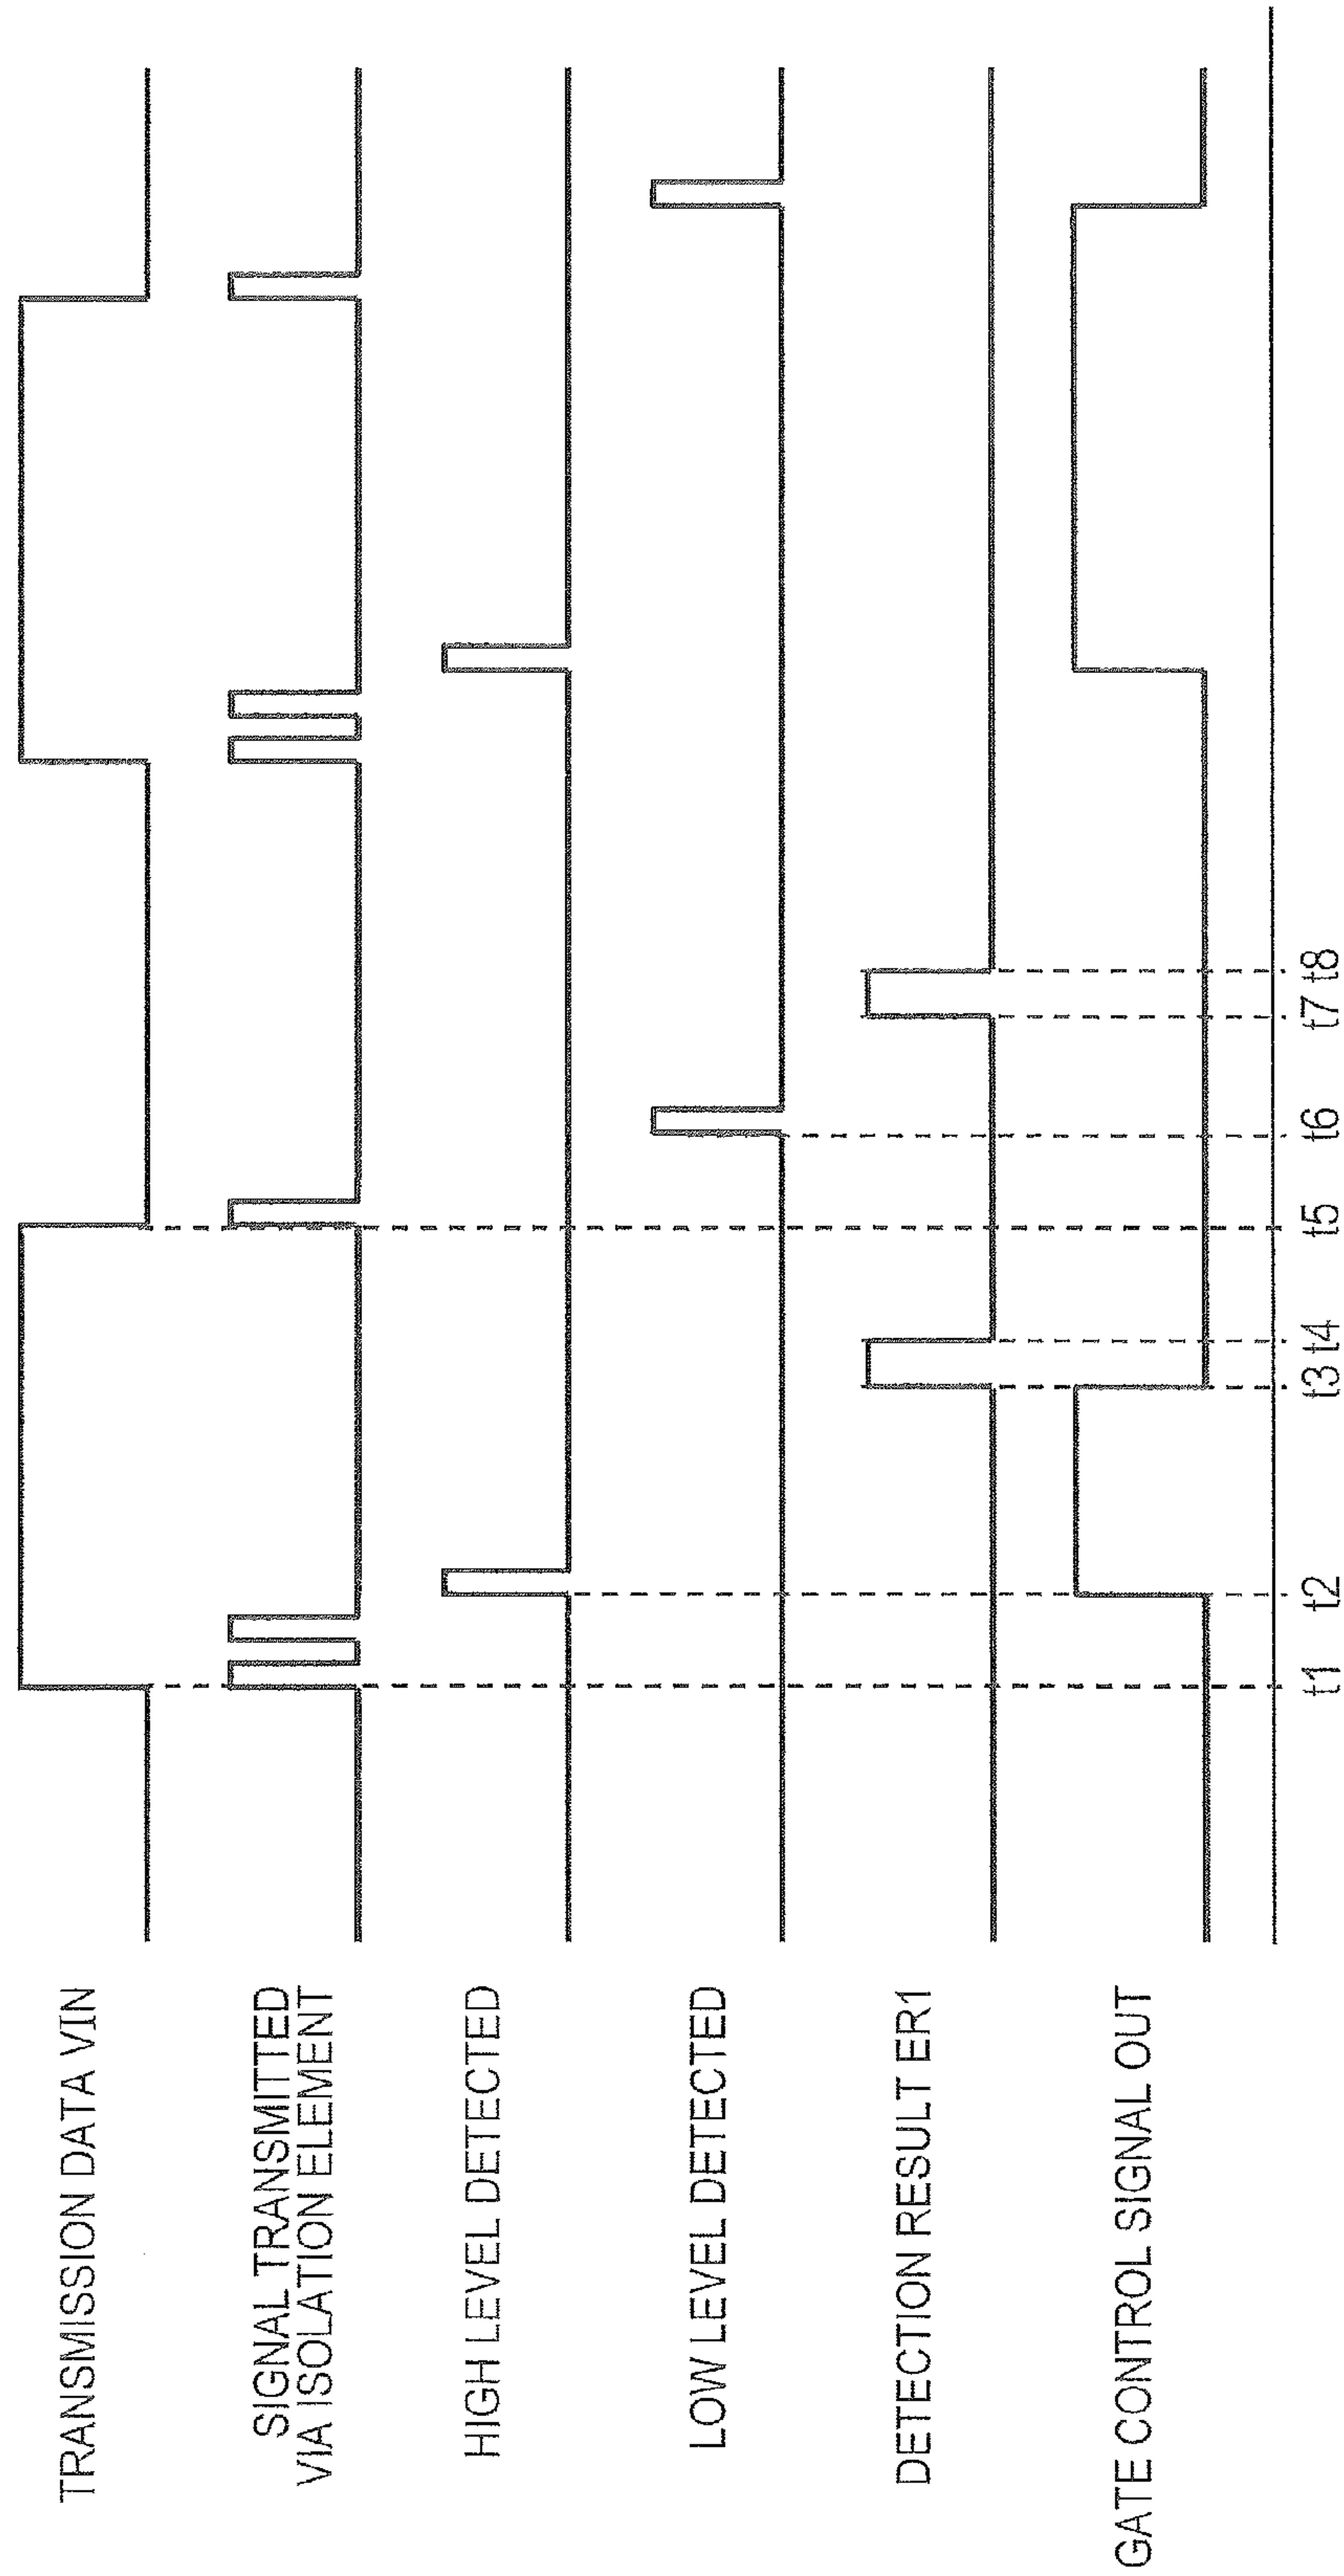 TRANSMISSION DATA VIN
SIGNAL TRANSMITTED
VIA ISOLATION ELEMENT
HIGH LEVEL DETECTED
LOW LEVEL DETECTED
DETECTION RESULT ER1
GATE CONTROL SIGNAL OUT
t1 t2 t3 t4 t5 t6 t7 t8